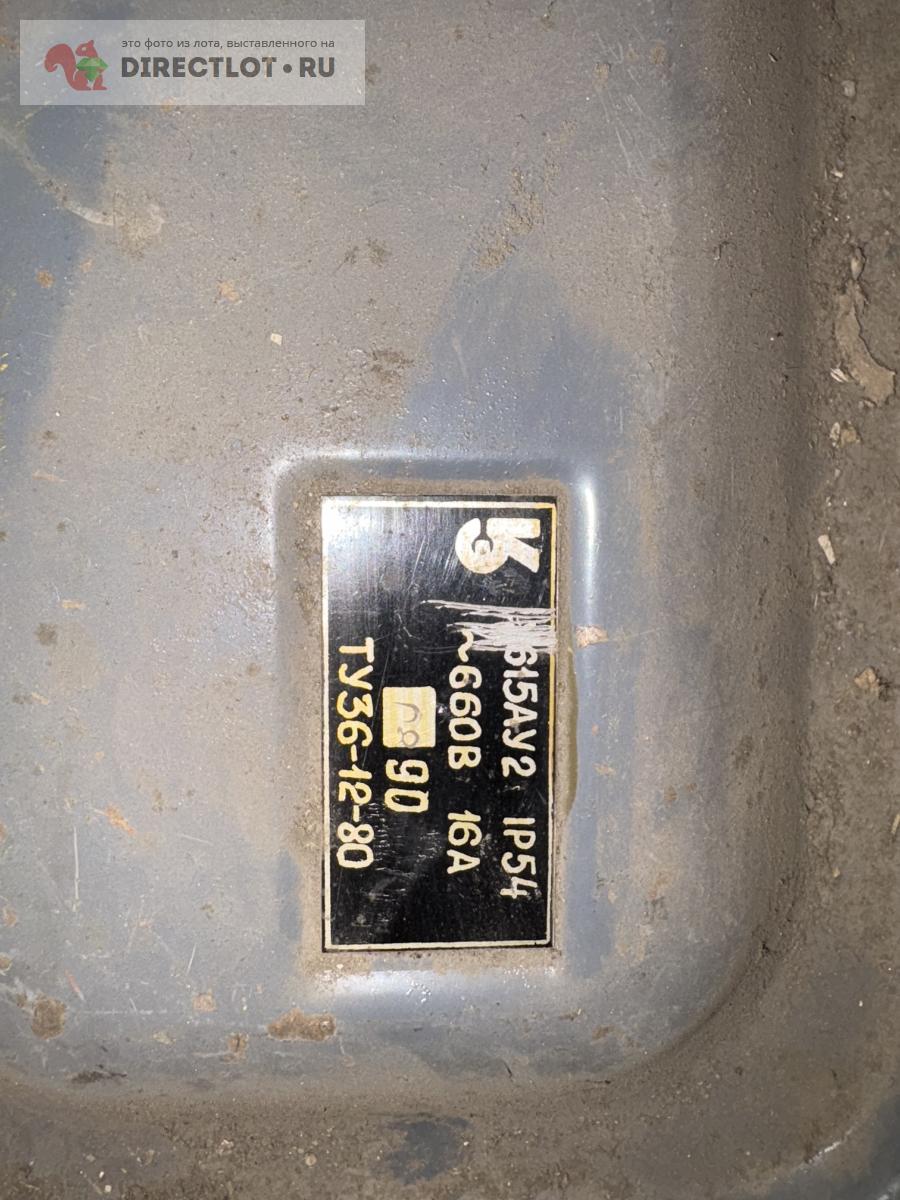 это фото из лота, выставленного на
DIRECTLOT•RU
615АУ2 IP54
~660В 16А
90
ТУ36-12-80